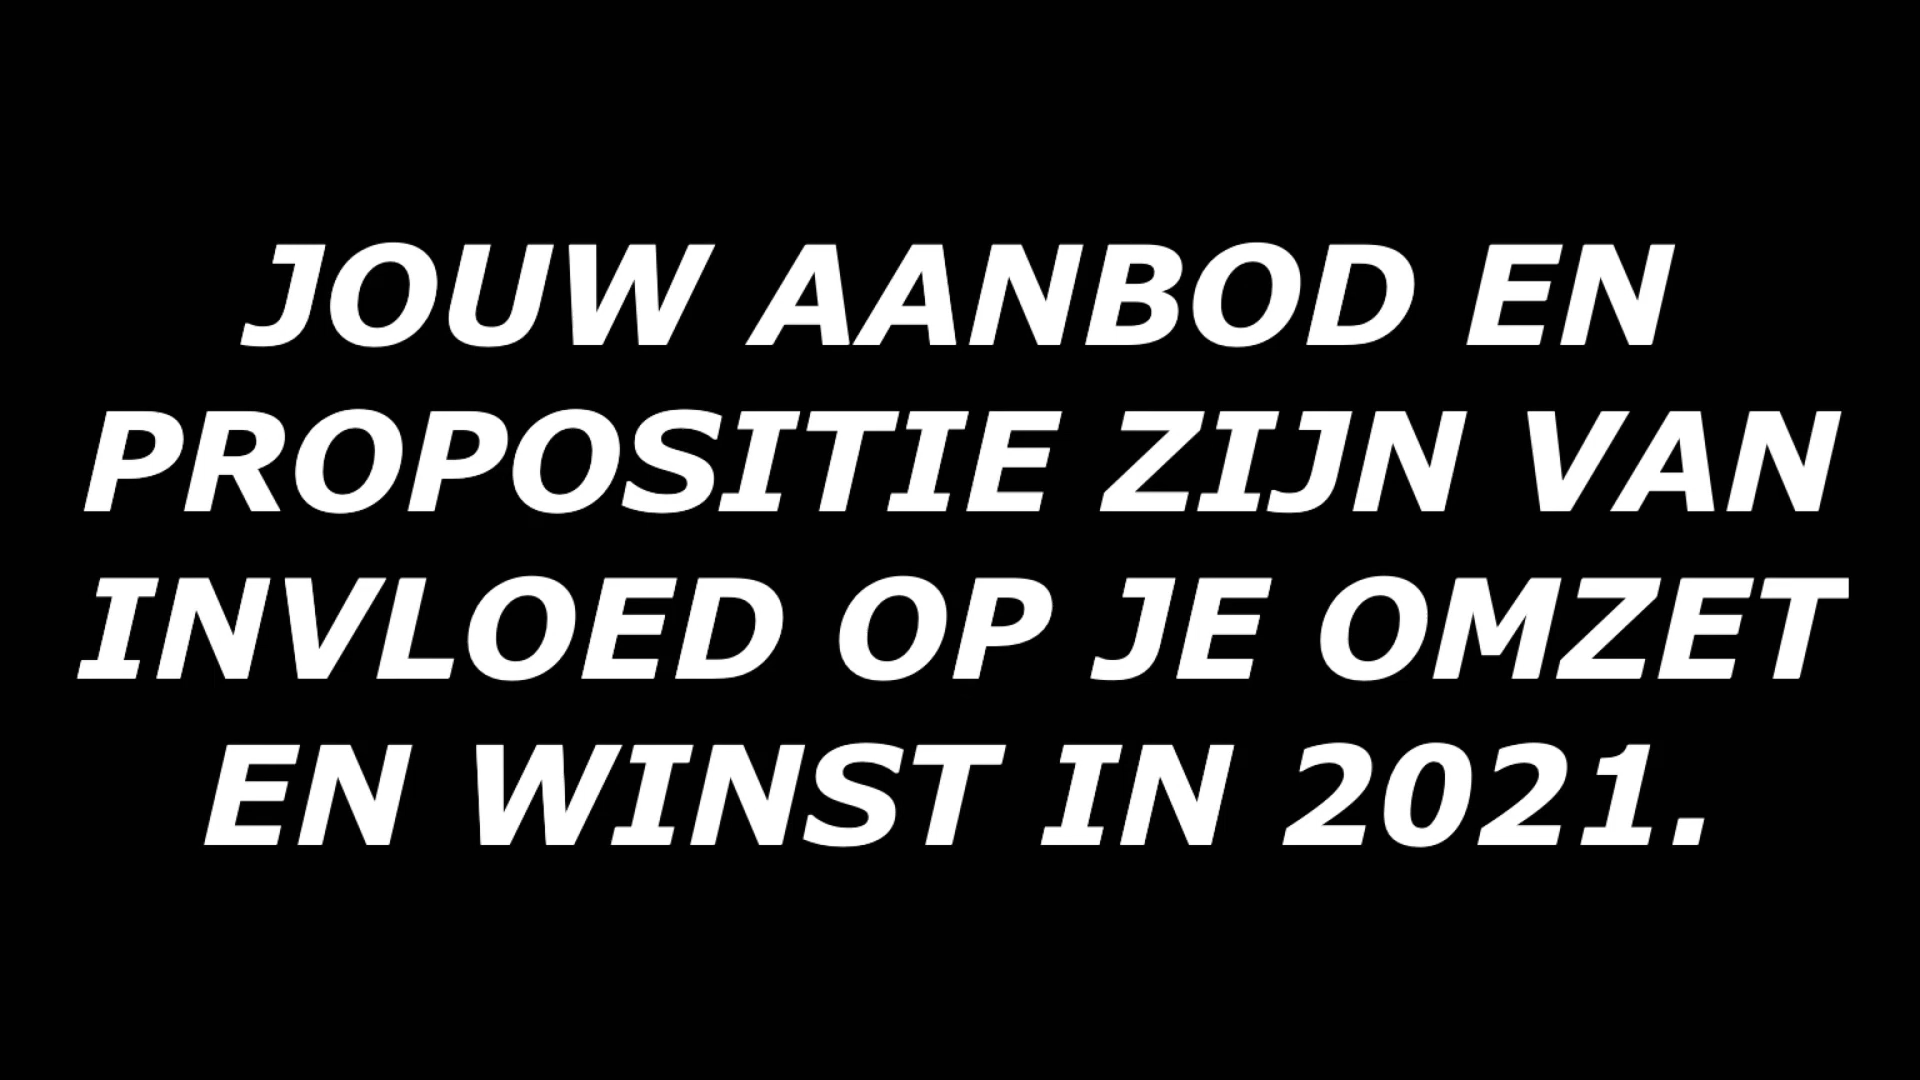 JOUW AANBOD EN
PROPOSITIE ZIJN VAN
INVLOED OP JE OMZET
EN WINST IN 2021.